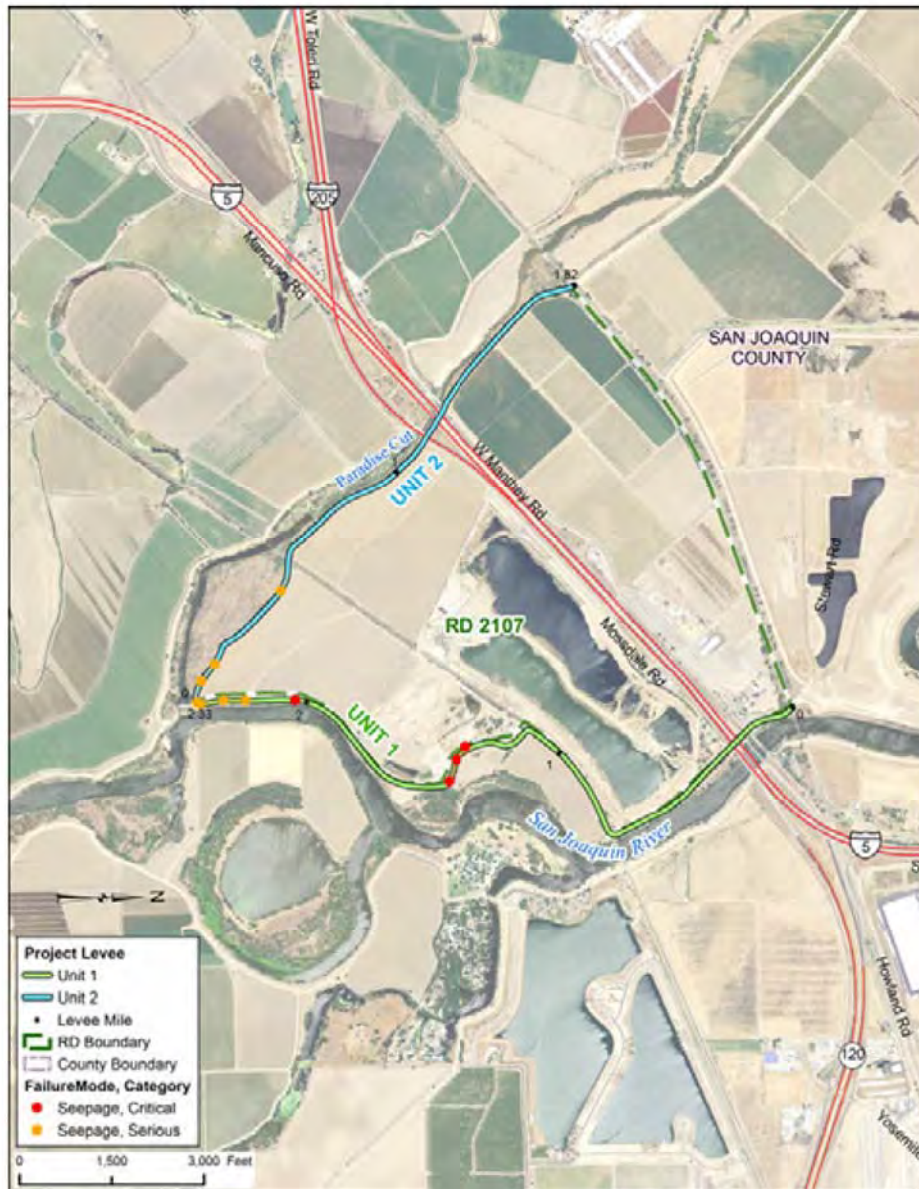 W Tolen Rd
5
205
Mancuso Rd
1.82
SAN JOAQUIN
COUNTY
Paradise Cut
UNIT 2
W Manthey Rd
Stewart Rd
RD 2107
Mossdale Rd
0
2.33
2
UNIT 1
1
0
San Joaquin River
5
S
N
Howland Rd
120
Yosemite
Project Levee
Unit 1
Unit 2
Levee Mile
RD Boundary
County Boundary
FailureMode, Category
Seepage, Critical
Seepage, Serious
0 1,500 3,000 Feet